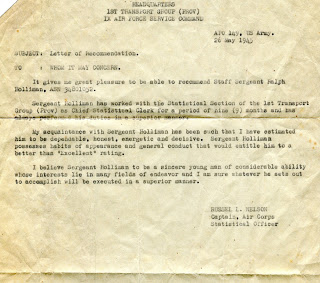 HEADQUARTERS
1ST TRANSPORT GROUP (Prov)
IX AIR FORCE SERVICE COMMAND
APO 149, US Army.
26 May 1945
SUBJECT: Letter of Recommendation.
TO : WHOM IT MAY CONCERN.
It gives me great pleasure to be able to recommend Staff Sergeant Ralph
Holliman, ASN
Sergeant Holliman has worked with the Statistical Section of the 1st Transport
Group (Prov) as Chief Statistical Clerk for a period of nine (9) months and has
always performed his duties in a superior manner.
My acquaintance with Sergeant Holliman has been such that I have estimated
him to be dependable, honest, energetic and decisive. Sergeant Holliman
possesses habits of appearance and general conduct that would entitle him to a
better than "Excellent" rating.
I believe Sergeant Holliman to be a sincere young man of considerable ability
whose interests lie in many fields of endeavor and I am sure whatever he sets out
to accomplish will be executed in a superior manner.
L. NELSON
Captain, Air Corps
Statistical Officer